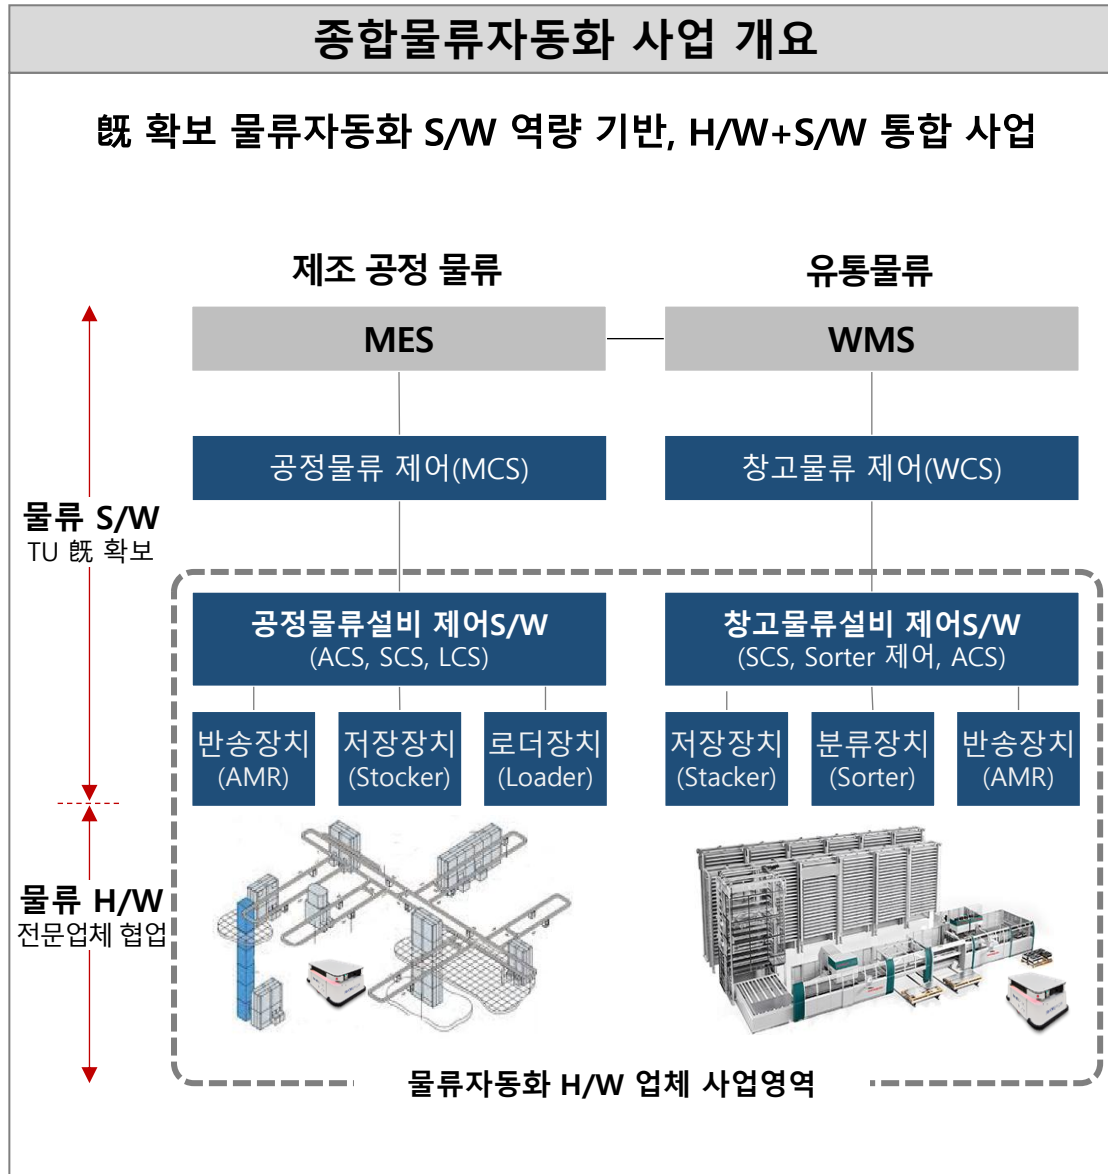 종합물류자동화 사업 개요
旣 확보 물류자동화 S/W 역량 기반, H/W+S/W 통합 사업
제조 공정 물류
유통물류
MES
WMS
공정물류 제어(MCS)
창고물류 제어(WCS)
물류 S/W
TU 旣 확보
공정물류설비 제어S/W
(ACS, SCS, LCS)
창고물류설비 제어S/W
(SCS, Sorter 제어, ACS)
반송장치
(AMR)
저장장치
(Stocker)
로더장치
(Loader)
저장장치
(Stacker)
분류장치
(Sorter)
반송장치
(AMR)
물류 H/W
전문업체 협업
물류자동화 H/W 업체 사업영역